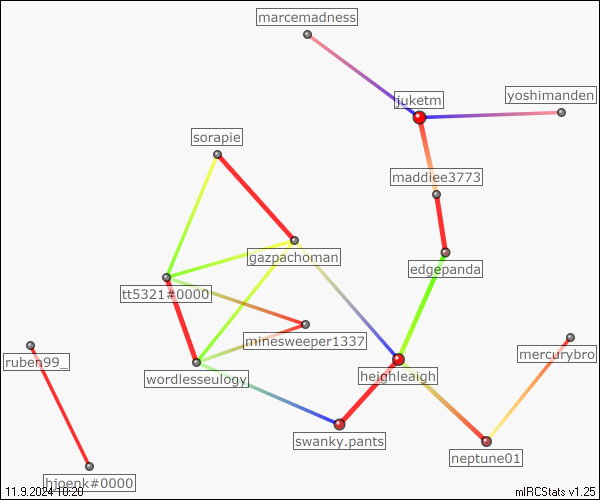 marcemadness
juketm
yoshimanden
sorapie
maddiee3773
gazpachoman
edgepanda
tt5321#0000
minesweeper1337
mercurybro
ruben99_
wordlesseulogy
heighleaigh
swanky.pants
neptune01
hjoenk#0000
11.9.2024 10:20
mIRCStats v1.25